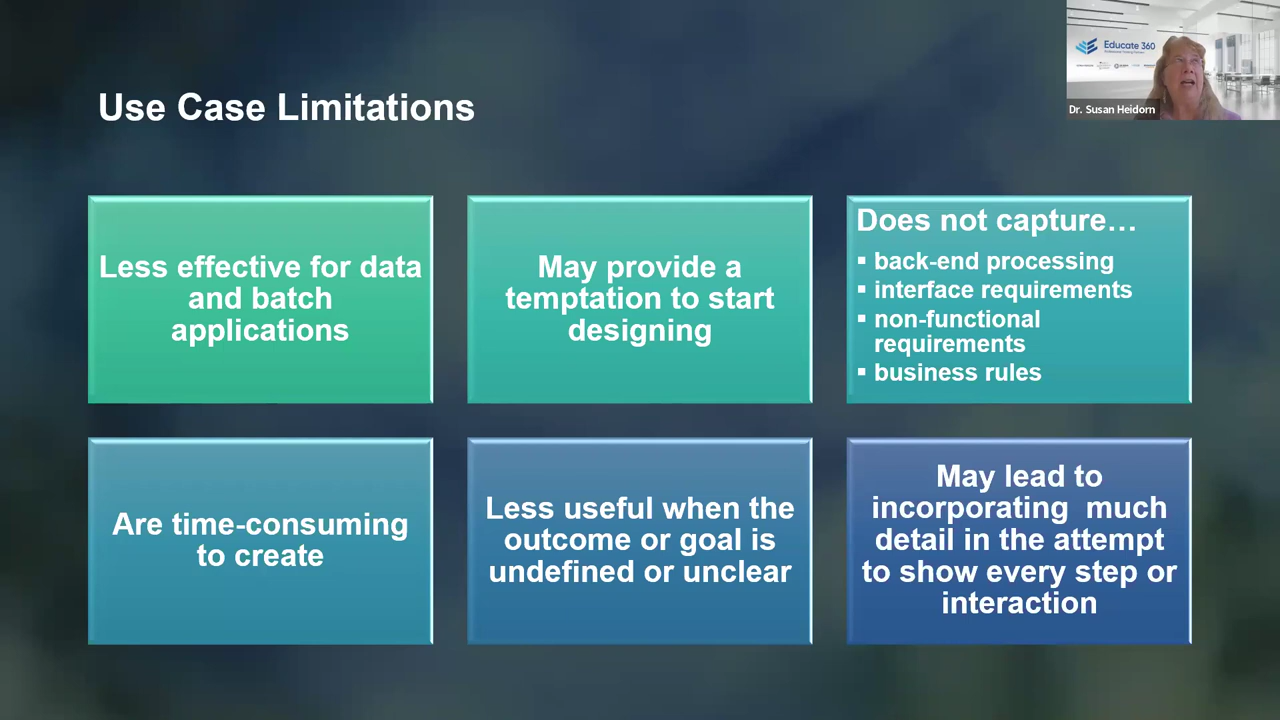 Use Case Limitations
Educate 360
Dr. Susan Heidorn
Less effective for data
and batch
applications
May provide a
temptation to start
designing
Does not capture…
▪ back-end processing
▪ interface requirements
▪ non-functional
requirements
▪ business rules
Are time-consuming
to create
Less useful when the
outcome or goal is
undefined or unclear
May lead to
incorporating much
detail in the attempt
to show every step or
interaction